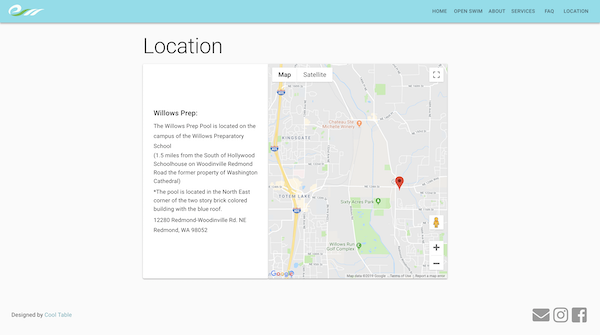 HOME OPEN SWIM ABOUT SERVICES FAQ LOCATION
Location
Willows Prep:
The Willows Prep Pool is located on the
campus of the Willows Preparatory
School
(1.5 miles from the South of Hollywood
Schoolhouse on Woodinville Redmond
Road the former property of Washington
Cathedral)
*The pool is located in the North East
corner of the two story brick colored
building with the blue roof.
12280 Redmond-Woodinville Rd. NE
Redmond, WA 98052
Map Satellite
Chateau Ste
Michelle Winery
KINGSGATE
TOTEM LAKE
Sixty Acres Park
Willows Run
Golf Complex
Google
Map data ©2019 Google Terms of Use Report a map error
Designed by Cool Table